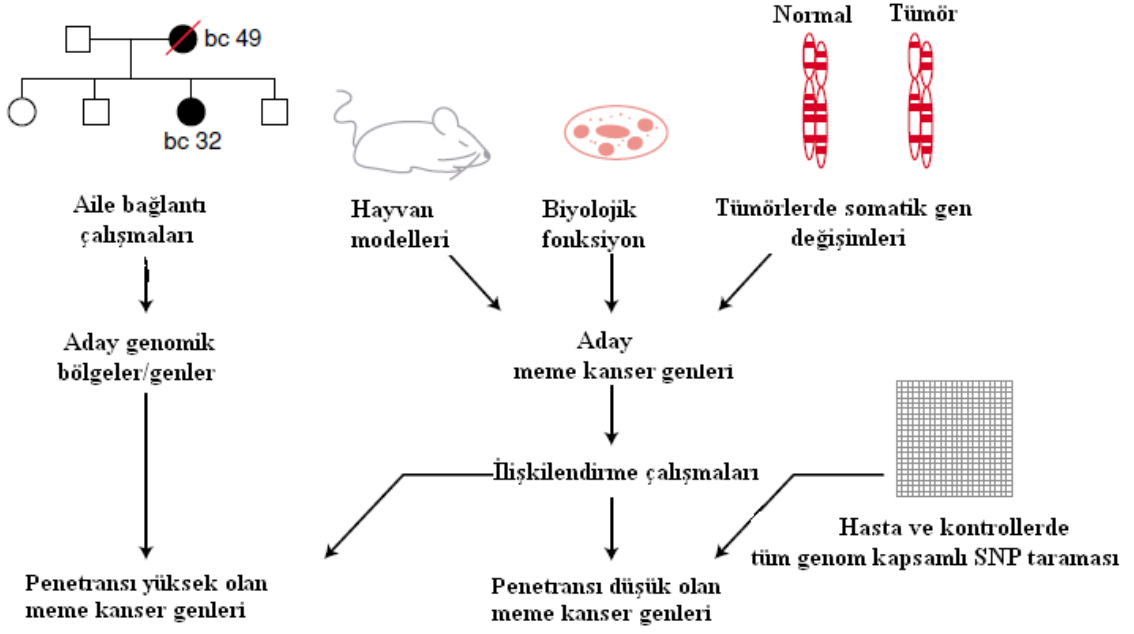 Normal
Tümör
bc 49
bc 32
Aile bağlantı
çalışmaları
Hayvan
modelleri
Biyolojik
fonksiyon
Tümörlerde somatik gen
değişimleri
Aday genomik
bölgeler/genler
Aday
meme kanser genleri
İlişkilendirme çalışmaları
Hasta ve kontrollerde
tüm genom kapsamlı SNP taraması
Penetransı yüksek olan
meme kanser genleri
Penetransı düşük olan
meme kanser genleri